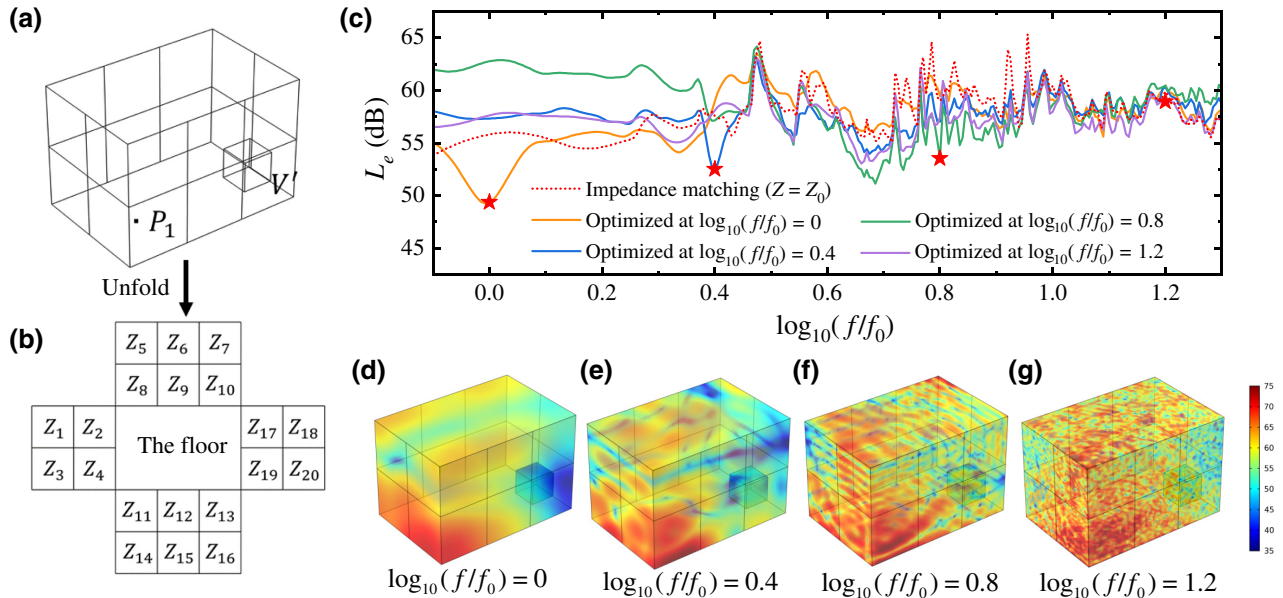 (a)
P₁
V′
Unfold
(b)
Z₅ Z₆ Z₇
Z₈ Z₉ Z₁₀
Z₁ Z₂
Z₃ Z₄
The floor
Z₁₇ Z₁₈
Z₁₉ Z₂₀
Z₁₁ Z₁₂ Z₁₃
Z₁₄ Z₁₅ Z₁₆
(c)
65
60
55
50
45
Lₑ (dB)
Impedance matching (Z = Z₀)
Optimized at log₁₀(f/f₀) = 0
Optimized at log₁₀(f/f₀) = 0.4
Optimized at log₁₀(f/f₀) = 0.8
Optimized at log₁₀(f/f₀) = 1.2
0.0 0.2 0.4 0.6 0.8 1.0 1.2
log₁₀(f/f₀)
(d)
log₁₀(f/f₀) = 0
(e)
log₁₀(f/f₀) = 0.4
(f)
log₁₀(f/f₀) = 0.8
(g)
log₁₀(f/f₀) = 1.2
75
70
65
60
55
50
45
40
35